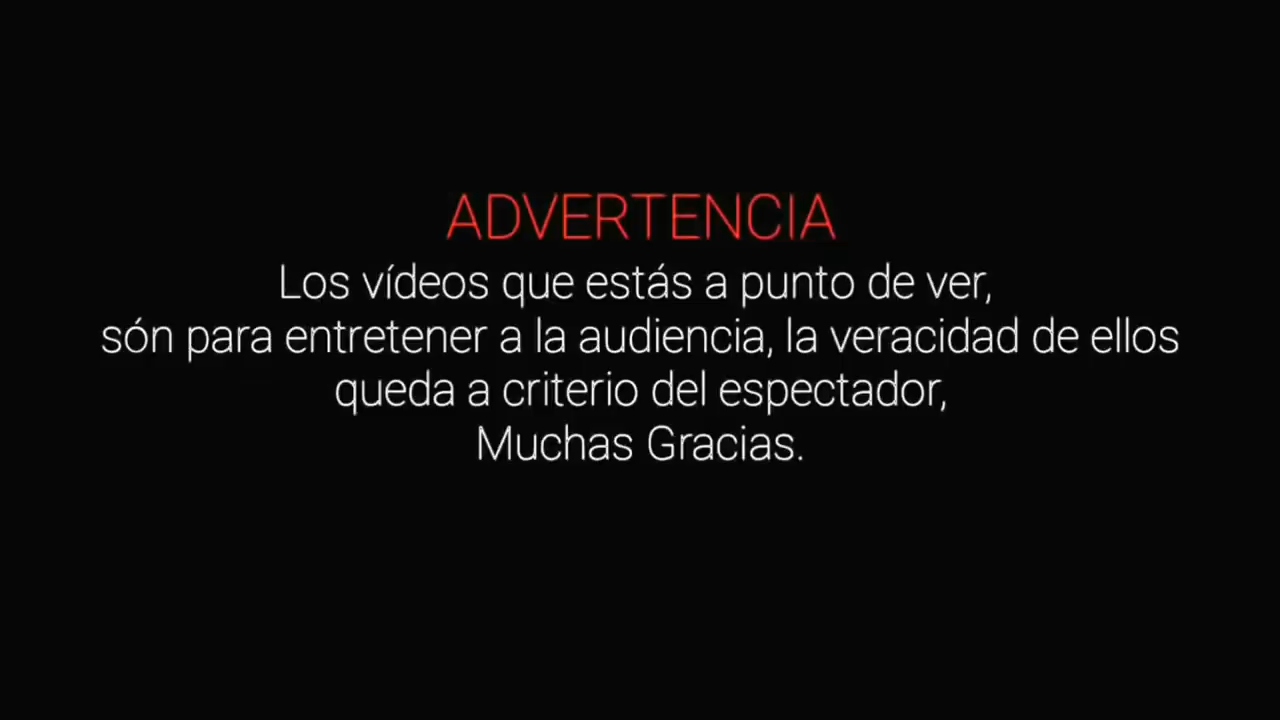 ADVERTENCIA
Los vídeos que estás a punto de ver,
són para entretener a la audiencia, la veracidad de ellos
queda a criterio del espectador,
Muchas Gracias.